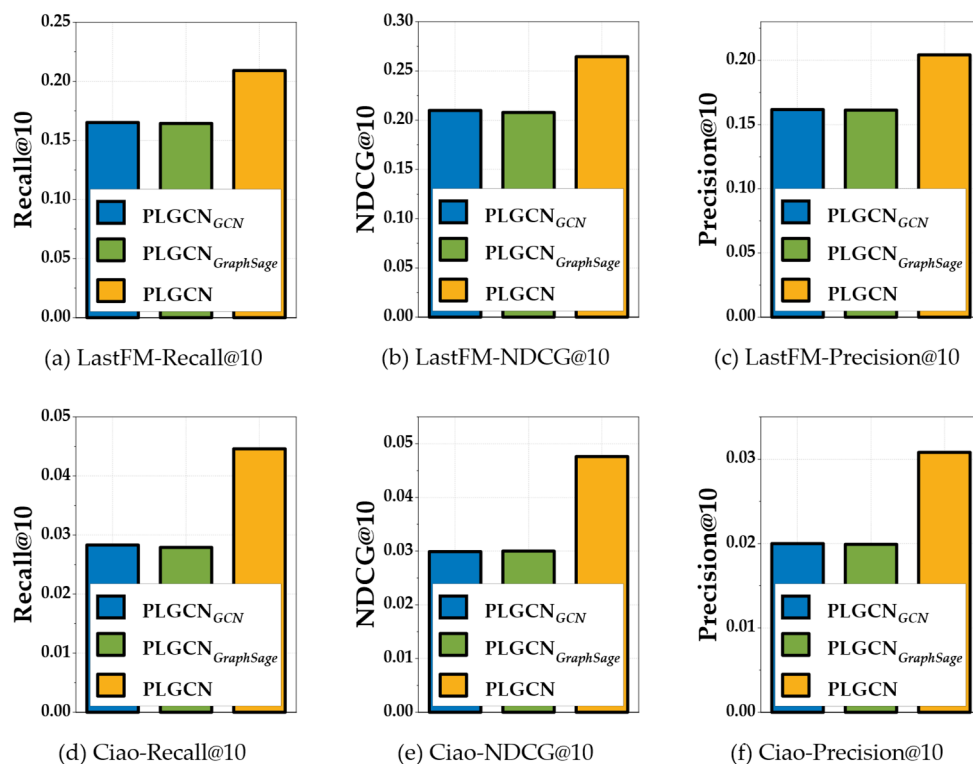 Recall@10
0.25
0.20
0.15
0.10
0.05
0.00
PLGCN_GCN
PLGCN_GraphSage
PLGCN
(a) LastFM-Recall@10
NDCG@10
0.30
0.25
0.20
0.15
0.10
0.05
0.00
PLGCN_GCN
PLGCN_GraphSage
PLGCN
(b) LastFM-NDCG@10
Precision@10
0.20
0.15
0.10
0.05
0.00
PLGCN_GCN
PLGCN_GraphSage
PLGCN
(c) LastFM-Precision@10
Recall@10
0.05
0.04
0.03
0.02
0.01
0.00
PLGCN_GCN
PLGCN_GraphSage
PLGCN
(d) Ciao-Recall@10
NDCG@10
0.05
0.04
0.03
0.02
0.01
0.00
PLGCN_GCN
PLGCN_GraphSage
PLGCN
(e) Ciao-NDCG@10
Precision@10
0.03
0.02
0.01
0.00
PLGCN_GCN
PLGCN_GraphSage
PLGCN
(f) Ciao-Precision@10